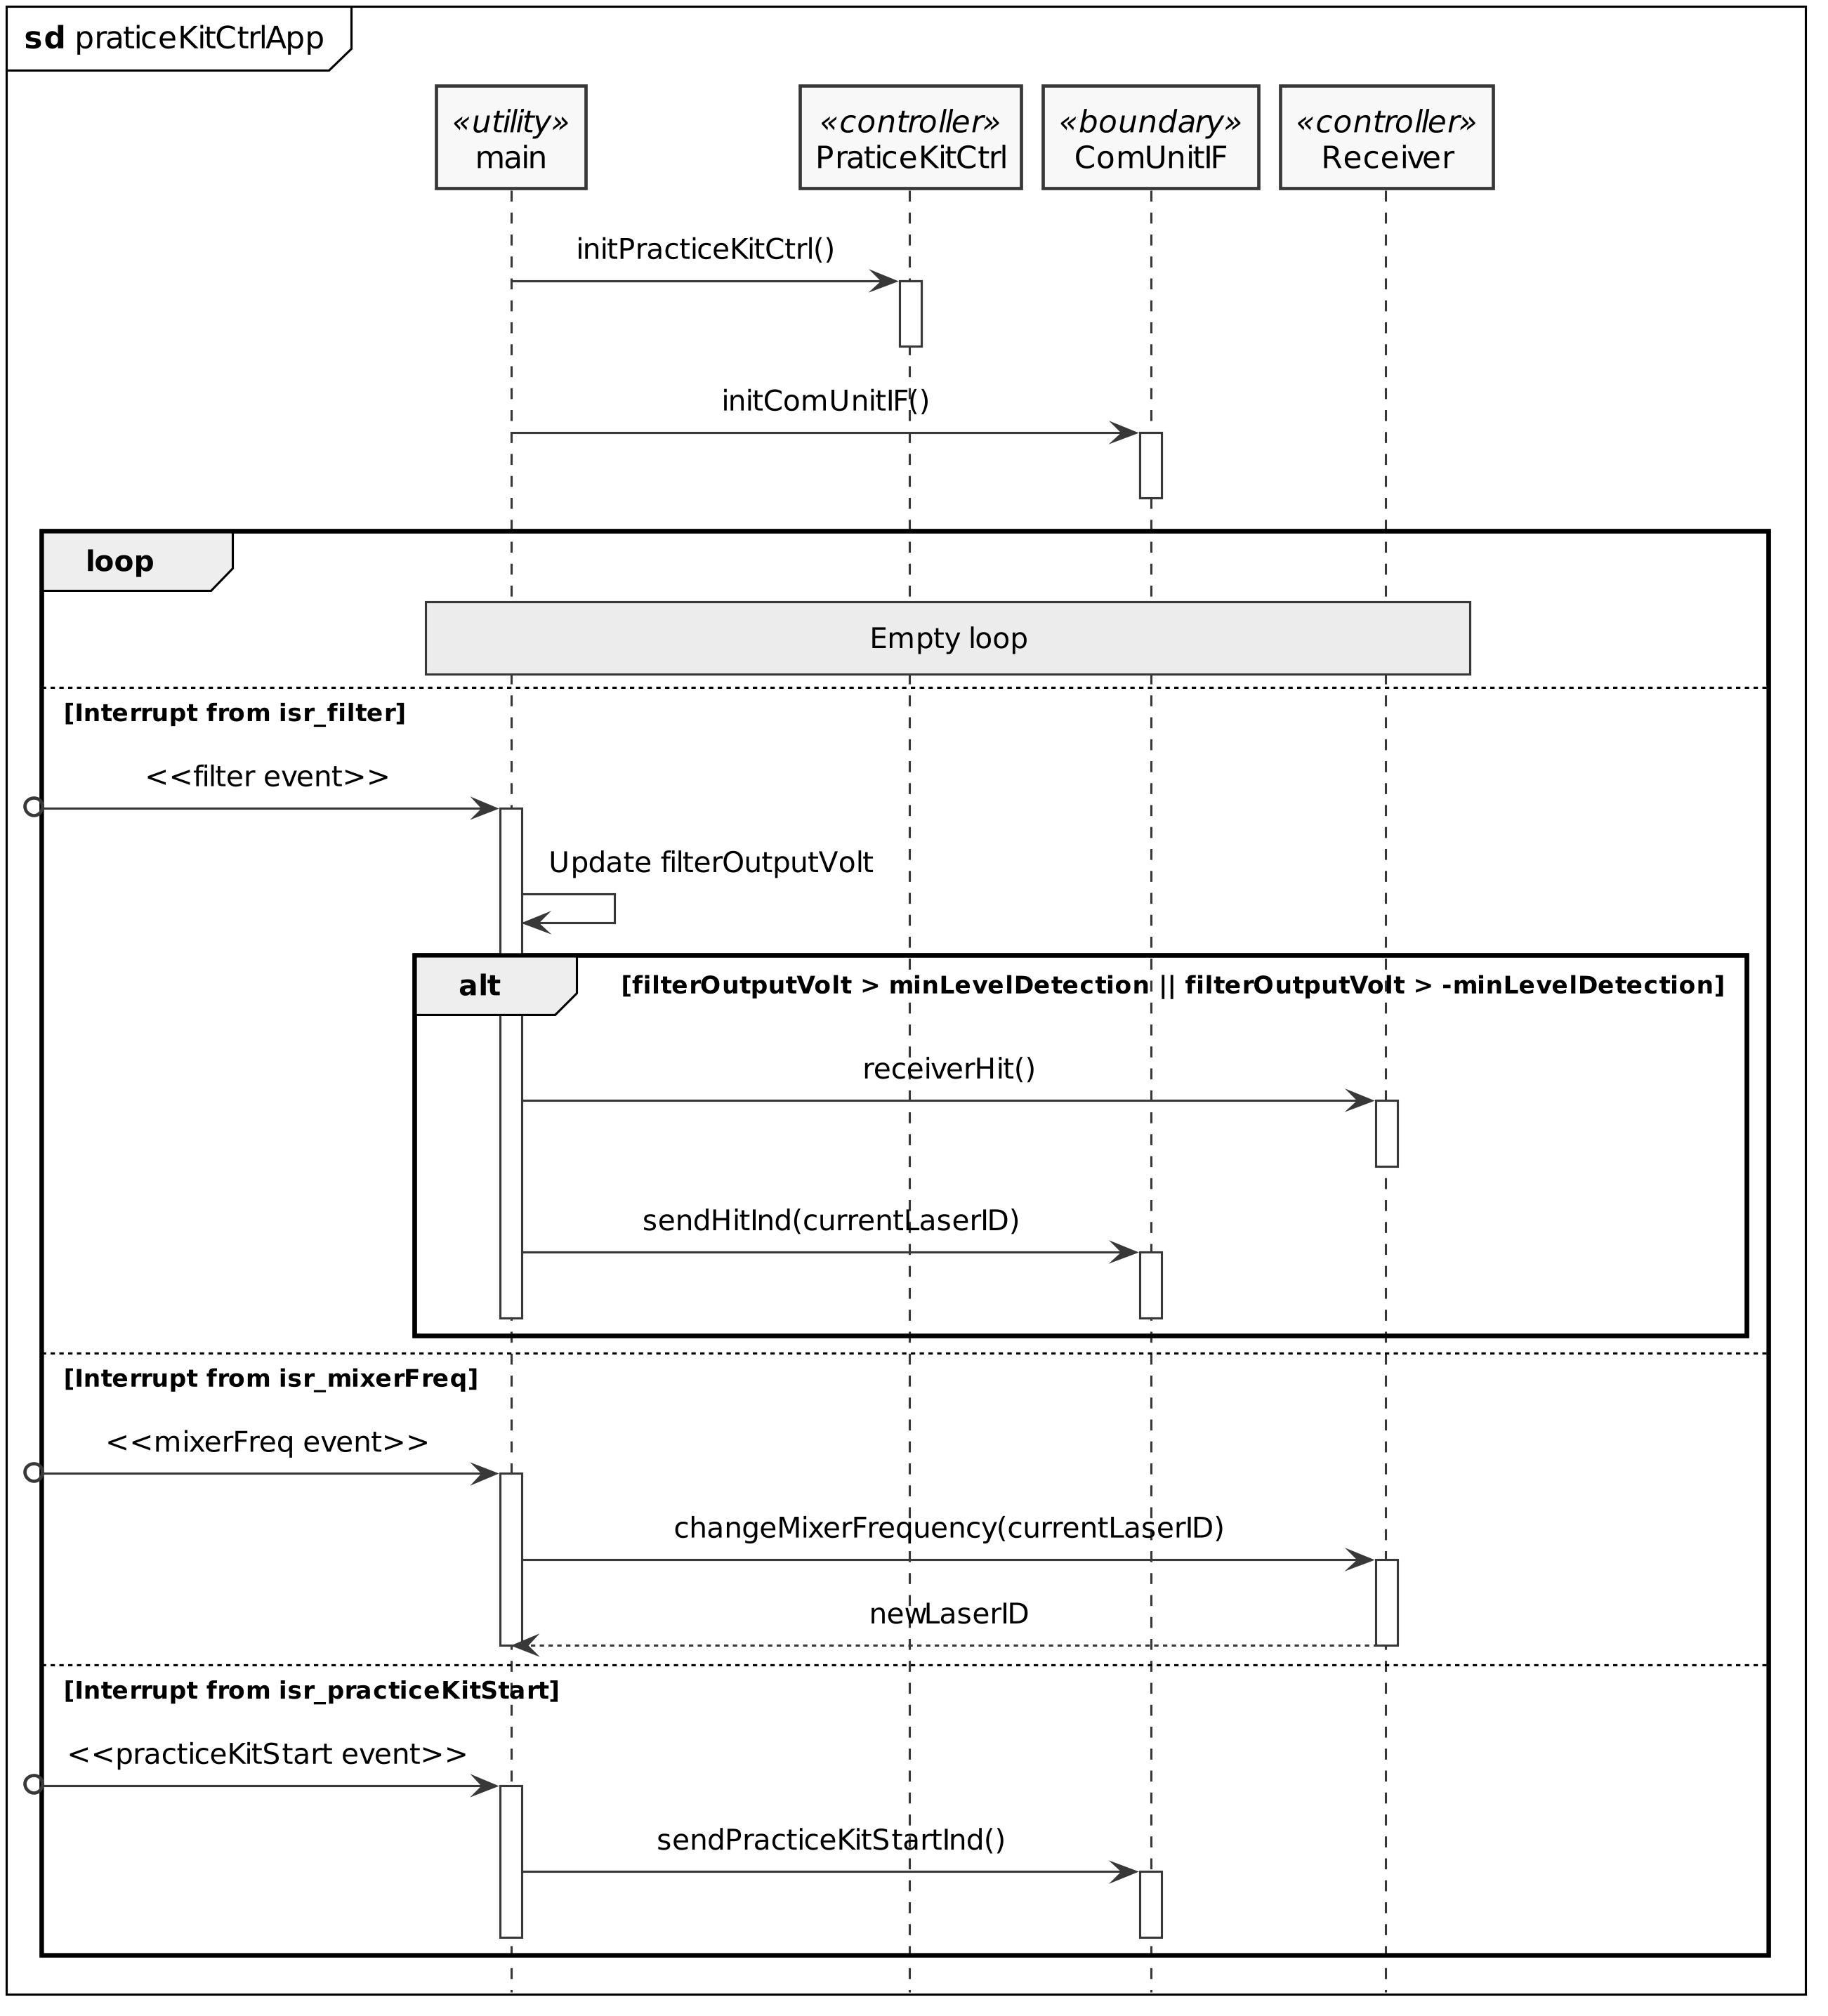 sd praticeKitCtrlApp
«utility»
main
«controller»
PraticeKitCtrl
«boundary»
ComUnitIF
«controller»
Receiver
initPracticeKitCtrl()
initComUnitIF()
loop
Empty loop
[Interrupt from isr_filter]
<<filter event>>
Update filterOutputVolt
alt [filterOutputVolt > minLevelDetection || filterOutputVolt > -minLevelDetection]
receiverHit()
sendHitInd(currentLaserID)
[Interrupt from isr_mixerFreq]
<<mixerFreq event>>
changeMixerFrequency(currentLaserID)
newLaserID
[Interrupt from isr_practiceKitStart]
<<practiceKitStart event>>
sendPracticeKitStartInd()